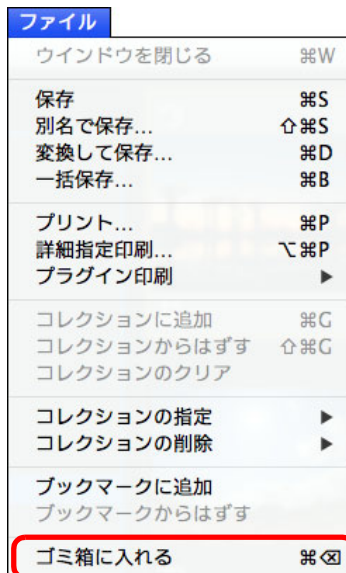 ファイル
ウインドウを閉じる ⌘W
保存 ⌘S
別名で保存... ⇧⌘S
変換して保存... ⌘D
一括保存... ⌘B
プリント... ⌘P
詳細指定印刷... ⌥⌘P
プラグイン印刷 ▶
コレクションに追加 ⌘G
コレクションからはずす ⇧⌘G
コレクションのクリア
コレクションの指定 ▶
コレクションの削除 ▶
ブックマークに追加
ブックマークからはずす
ゴミ箱に入れる ⌘⌫